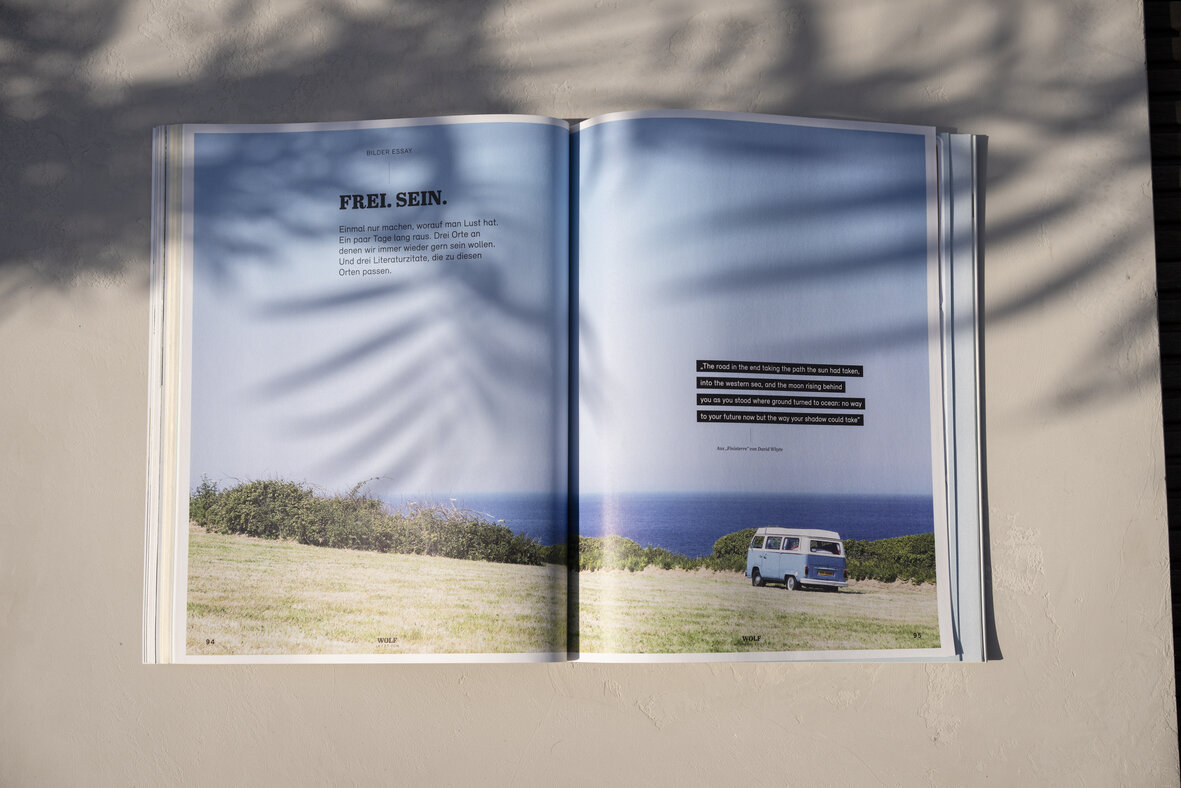 BILDER ESSAY
FREI. SEIN.
Einmal nur machen, worauf man Lust hat.
Ein paar Tage lang raus. Drei Orte an
denen wir immer wieder gern sein wollen.
Und drei Literaturzitate, die zu diesen
Orten passen.
94
WOLF
„The road in the end taking the path the sun had taken,
into the western sea, and the moon rising behind
you as you stood where ground turned to ocean: no way
to your future now but the way your shadow could take"
Aus „Finisterre" von David Whyte
WOLF
95